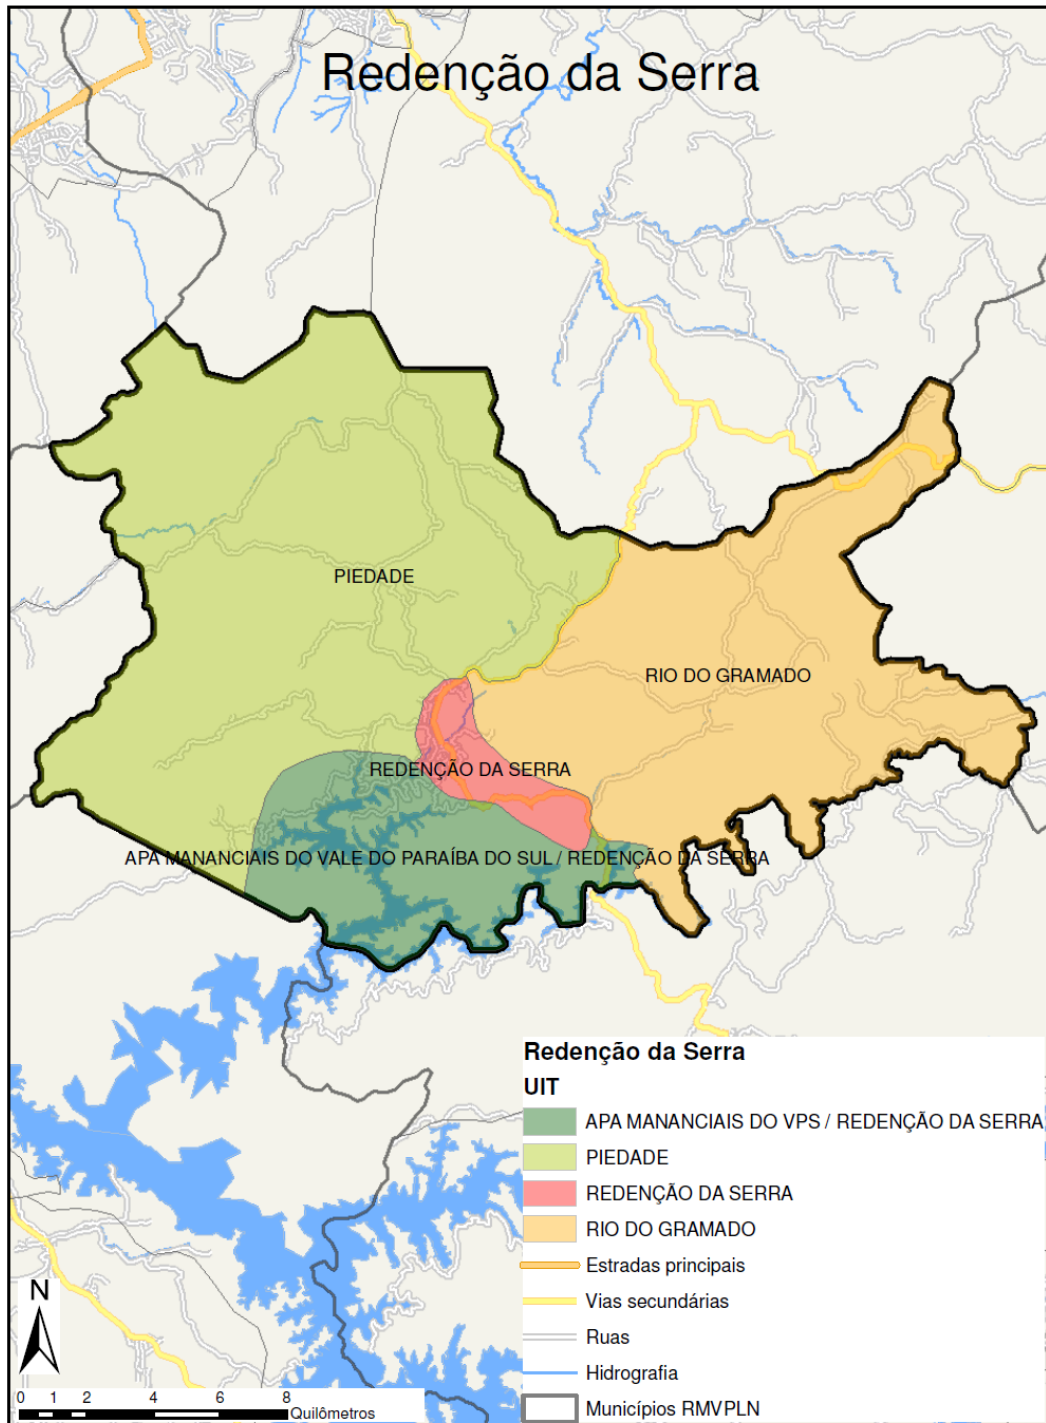 Redenção da Serra
PIEDADE
RIO DO GRAMADO
REDENÇÃO DA SERRA
APA MANANCIAIS DO VALE DO PARAÍBA DO SUL / REDENÇÃO DA SERRA
Redenção da Serra
UIT
APA MANANCIAIS DO VPS / REDENÇÃO DA SERRA
PIEDADE
REDENÇÃO DA SERRA
RIO DO GRAMADO
Estradas principais
Vias secundárias
Ruas
Hidrografia
Municípios RMVPLN
N
0 1 2 4 6 8
Quilômetros